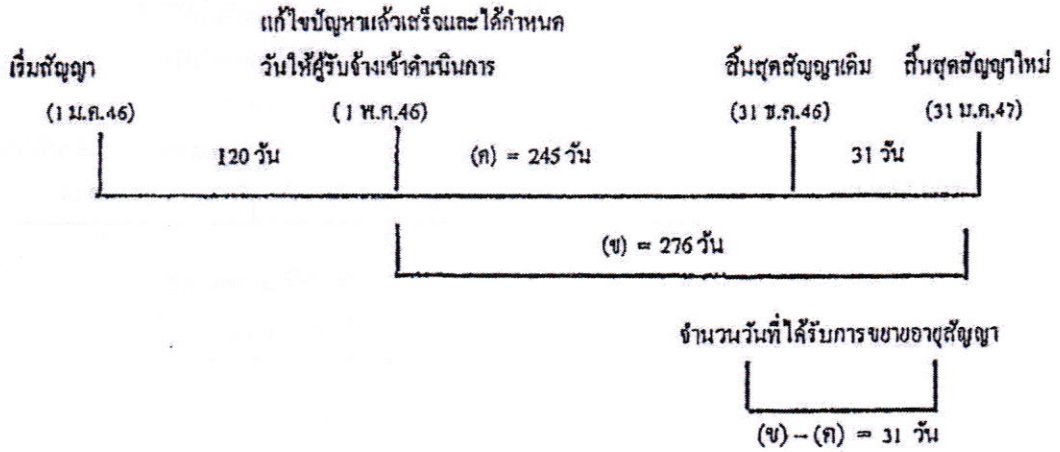 แก้ไขปัญหาแล้วเสร็จและได้กำหนด
เริ่มสัญญา วันให้ผู้รับจ้างเข้าดำเนินการ สิ้นสุดสัญญาเดิม สิ้นสุดสัญญาใหม่
(1 ม.ค.46) (1 พ.ค.46) (31 ธ.ค.46) (31 ม.ค.47)
120 วัน (ค) = 245 วัน 31 วัน
(ข) = 276 วัน
จำนวนวันที่ได้รับการขยายอายุสัญญา
(ข) – (ค) = 31 วัน